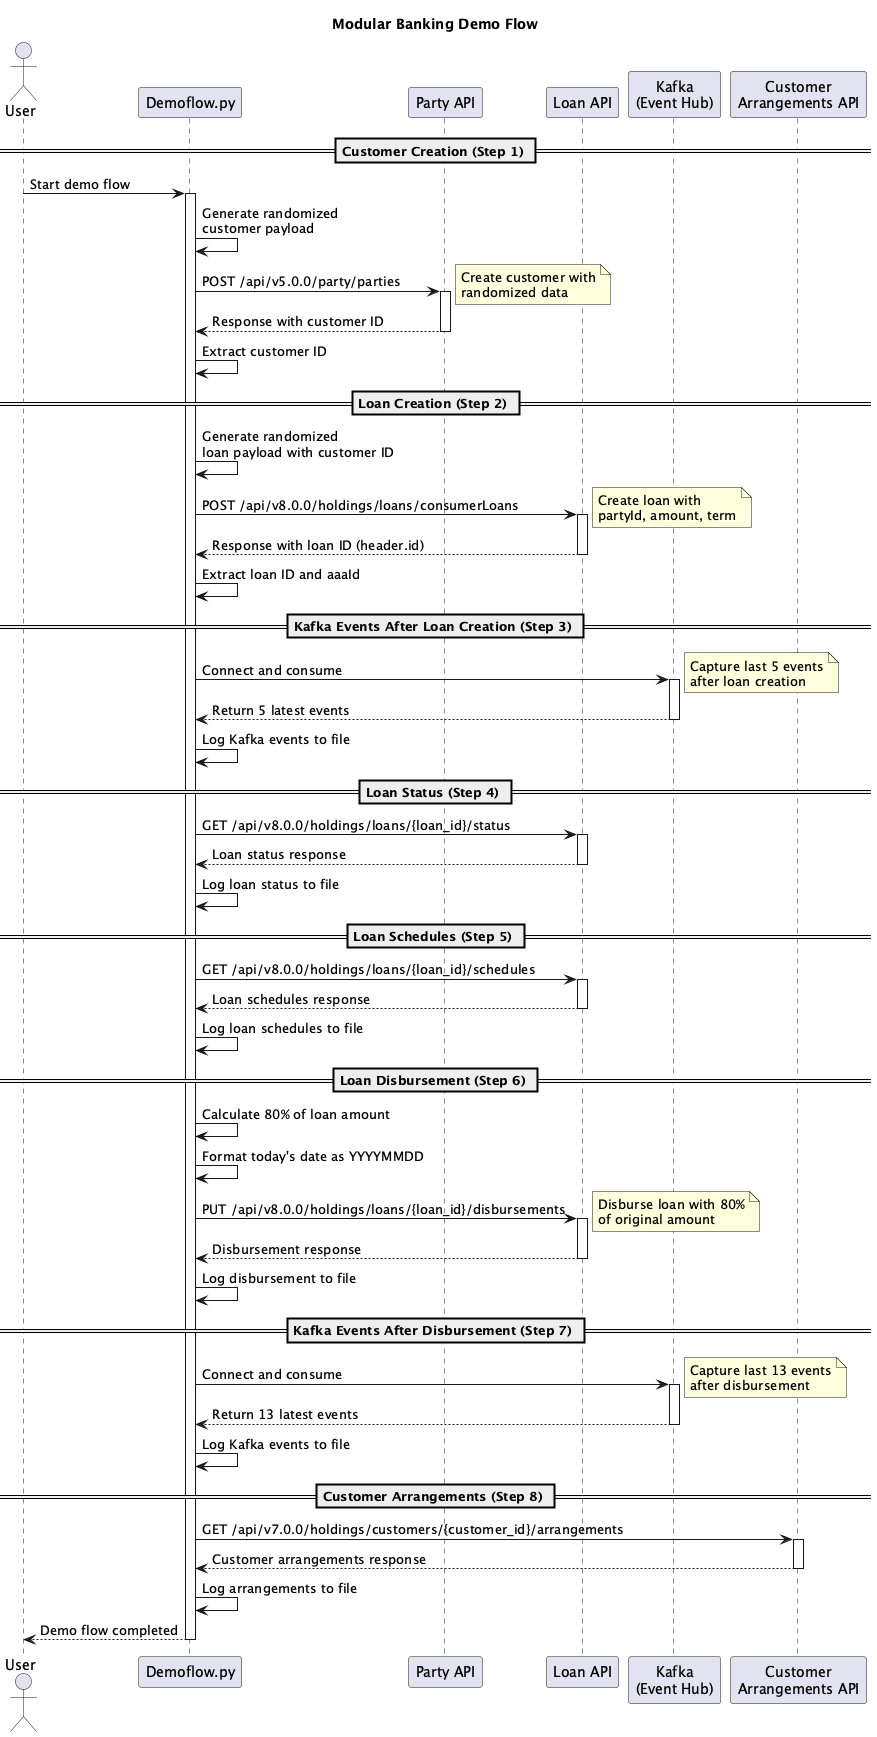 Modular Banking Demo Flow
User
Demoflow.py
Party API
Loan API
Kafka
(Event Hub)
Customer
Arrangements API
Customer Creation (Step 1)
Start demo flow
Generate randomized
customer payload
POST /api/v5.0.0/party/parties
Create customer with
randomized data
Response with customer ID
Extract customer ID
Loan Creation (Step 2)
Generate randomized
loan payload with customer ID
POST /api/v8.0.0/holdings/loans/consumerLoans
Create loan with
partyId, amount, term
Response with loan ID (header.id)
Extract loan ID and aaaId
Kafka Events After Loan Creation (Step 3)
Connect and consume
Capture last 5 events
after loan creation
Return 5 latest events
Log Kafka events to file
Loan Status (Step 4)
GET /api/v8.0.0/holdings/loans/{loan_id}/status
Loan status response
Log loan status to file
Loan Schedules (Step 5)
GET /api/v8.0.0/holdings/loans/{loan_id}/schedules
Loan schedules response
Log loan schedules to file
Loan Disbursement (Step 6)
Calculate 80% of loan amount
Format today's date as YYYYMMDD
PUT /api/v8.0.0/holdings/loans/{loan_id}/disbursements
Disburse loan with 80%
of original amount
Disbursement response
Log disbursement to file
Kafka Events After Disbursement (Step 7)
Connect and consume
Capture last 13 events
after disbursement
Return 13 latest events
Log Kafka events to file
Customer Arrangements (Step 8)
GET /api/v7.0.0/holdings/customers/{customer_id}/arrangements
Customer arrangements response
Log arrangements to file
Demo flow completed
User
Demoflow.py
Party API
Loan API
Kafka
(Event Hub)
Customer
Arrangements API